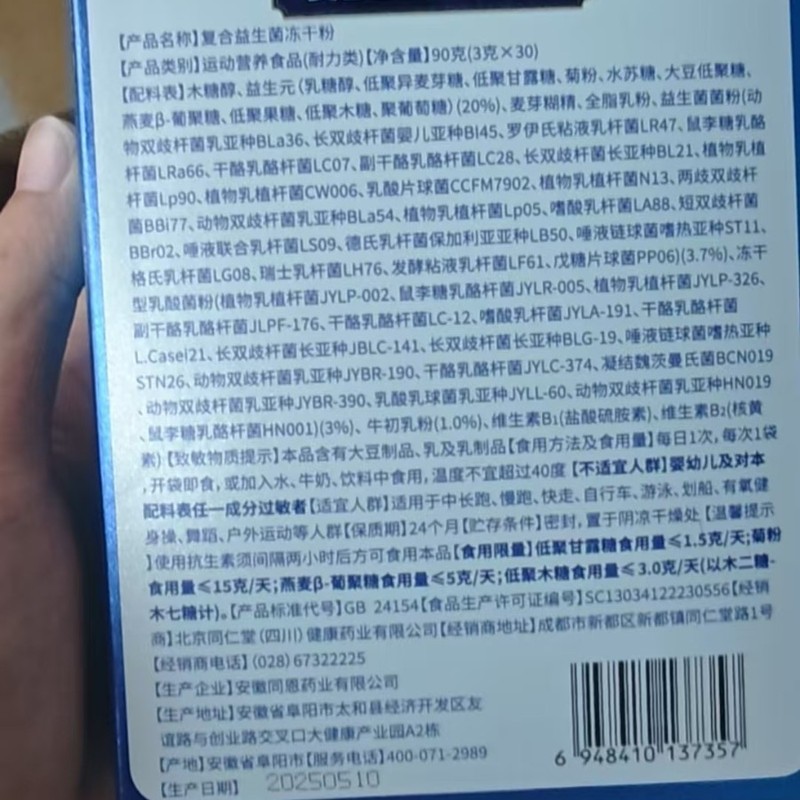 【产品名称】复合益生菌冻干粉
【产品类别】运动营养食品(耐力类)【净含量】90克(3克×30)
【配料表】木糖醇、益生元(乳糖醇、低聚异麦芽糖、低聚甘露糖、菊粉、水苏糖、大豆低聚糖、
燕麦β-葡聚糖、低聚果糖、低聚木糖、聚葡萄糖)(20%)、麦芽糊精、全脂乳粉、益生菌菌粉(动
物双歧杆菌乳亚种BLa36、长双歧杆菌婴儿亚种BI45、罗伊氏粘液乳杆菌LR47、鼠李糖乳酪
杆菌LRa66、干酪乳酪杆菌LC07、副干酪乳酪杆菌LC28、长双歧杆菌长亚种BL21、植物乳植
杆菌Lp90、植物乳植杆菌CW006、乳酸片球菌CCFM7902、植物乳植杆菌N13、两歧双歧杆
菌BBi77、动物双歧杆菌乳亚种BLa54、植物乳植杆菌Lp05、嗜酸乳杆菌LA88、短双歧杆菌
BBr02、唾液联合乳杆菌LS09、德氏乳杆菌保加利亚亚种LB50、唾液链球菌嗜热亚种ST11、
格氏乳杆菌LG08、瑞士乳杆菌LH76、发酵粘液乳杆菌LF61、戊糖片球菌PP06)(3.7%)、冻干
型乳酸菌粉(植物乳植杆菌JYLP-002、鼠李糖乳酪杆菌JYLR-005、植物乳植杆菌JYLP-326、
副干酪乳酪杆菌JLPF-176、干酪乳酪杆菌LC-12、嗜酸乳杆菌JYLA-191、干酪乳酪杆菌
L.Casei21、长双歧杆菌长亚种JBLC-141、长双歧杆菌长亚种BLG-19、唾液链球菌嗜热亚种
STN26、动物双歧杆菌乳亚种JYBR-190、干酪乳酪杆菌JYLC-374、凝结魏茨曼氏菌BCN019
、动物双歧杆菌乳亚种JYBR-390、乳酸乳球菌乳亚种JYLL-60、动物双歧杆菌乳亚种HN019
、鼠李糖乳酪杆菌HN001)(3%)、牛初乳粉(1.0%)、维生素B₁(盐酸硫胺素)、维生素B₂(核黄
素)【致敏物质提示】本品含有大豆制品、乳及乳制品【食用方法及食用量】每日1次,每次1袋
,开袋即食,或加入水、牛奶、饮料中食用,温度不宜超过40度【不适宜人群】婴幼儿及对本
配料表任一成分过敏者【适宜人群】适用于中长跑、慢跑、快走、自行车、游泳、划船、有氧健
身操、舞蹈、户外运动等人群【保质期】24个月【贮存条件】密封,置于阴凉干燥处【温馨提示
】使用抗生素须间隔两小时后方可食用本品【食用限量】低聚甘露糖食用量≤1.5克/天;菊粉
食用量≤15克/天;燕麦β-葡聚糖食用量≤5克/天;低聚木糖食用量≤3.0克/天(以木二糖-
木七糖计)。【产品标准代号】GB 24154【食品生产许可证编号】SC13034122230556【经销
商】北京同仁堂(四川)健康药业有限公司【经销商地址】成都市新都区新都镇同仁堂路1号
【经销商电话】(028)67322225
【生产企业】安徽同恩药业有限公司
【生产地址】安徽省阜阳市太和县经济开发区友
谊路与创业路交叉口大健康产业园A2栋
【产地】安徽省阜阳市【服务电话】400-071-2989
【生产日期】 20250510
6 948410 137357